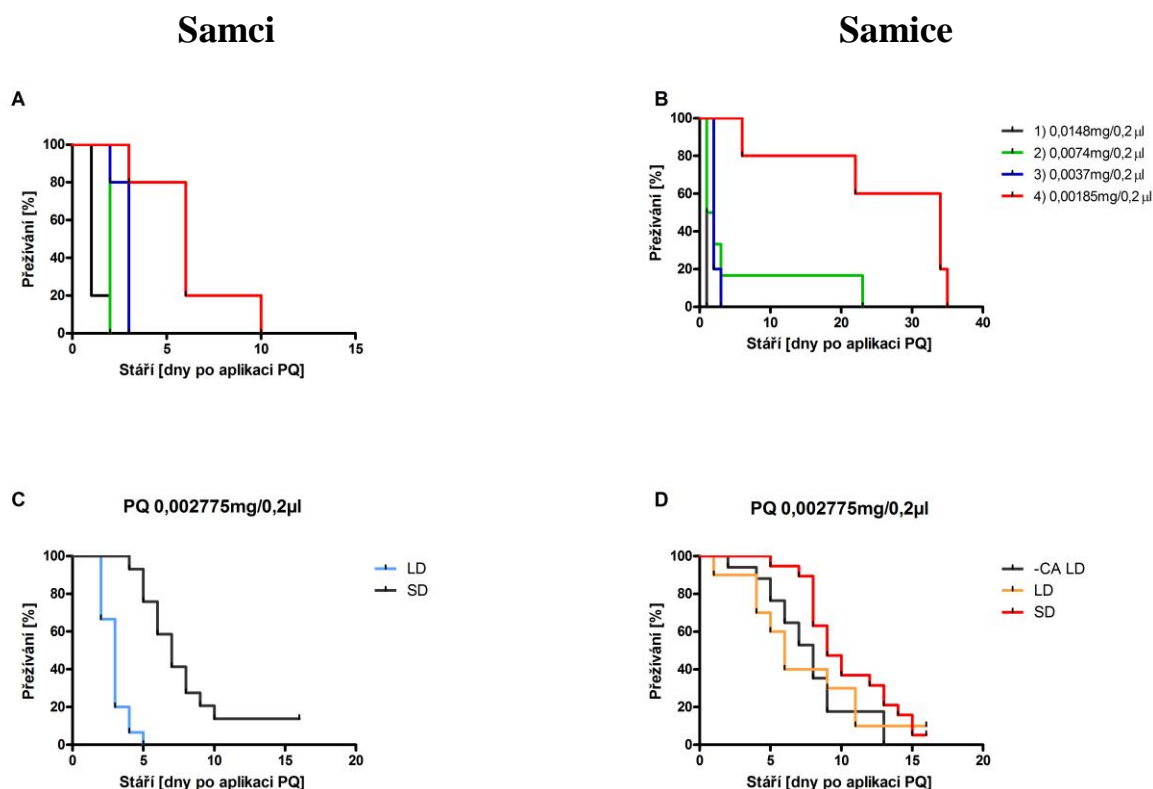 Samci
Samice
A
Přežívání [%]
100
80
60
40
20
0
0 5 10 15
Stáří [dny po aplikaci PQ]
B
Přežívání [%]
100
80
60
40
20
0
0 10 20 30 40
Stáří [dny po aplikaci PQ]
1) 0,0148mg/0,2 µl
2) 0,0074mg/0,2 µl
3) 0,0037mg/0,2 µl
4) 0,00185mg/0,2 µl
C
PQ 0,002775mg/0,2µl
Přežívání [%]
100
80
60
40
20
0
0 5 10 15 20
Stáří [dny po aplikaci PQ]
LD
SD
D
PQ 0,002775mg/0,2µl
Přežívání [%]
100
80
60
40
20
0
0 5 10 15 20
Stáří [dny po aplikaci PQ]
-CA LD
LD
SD